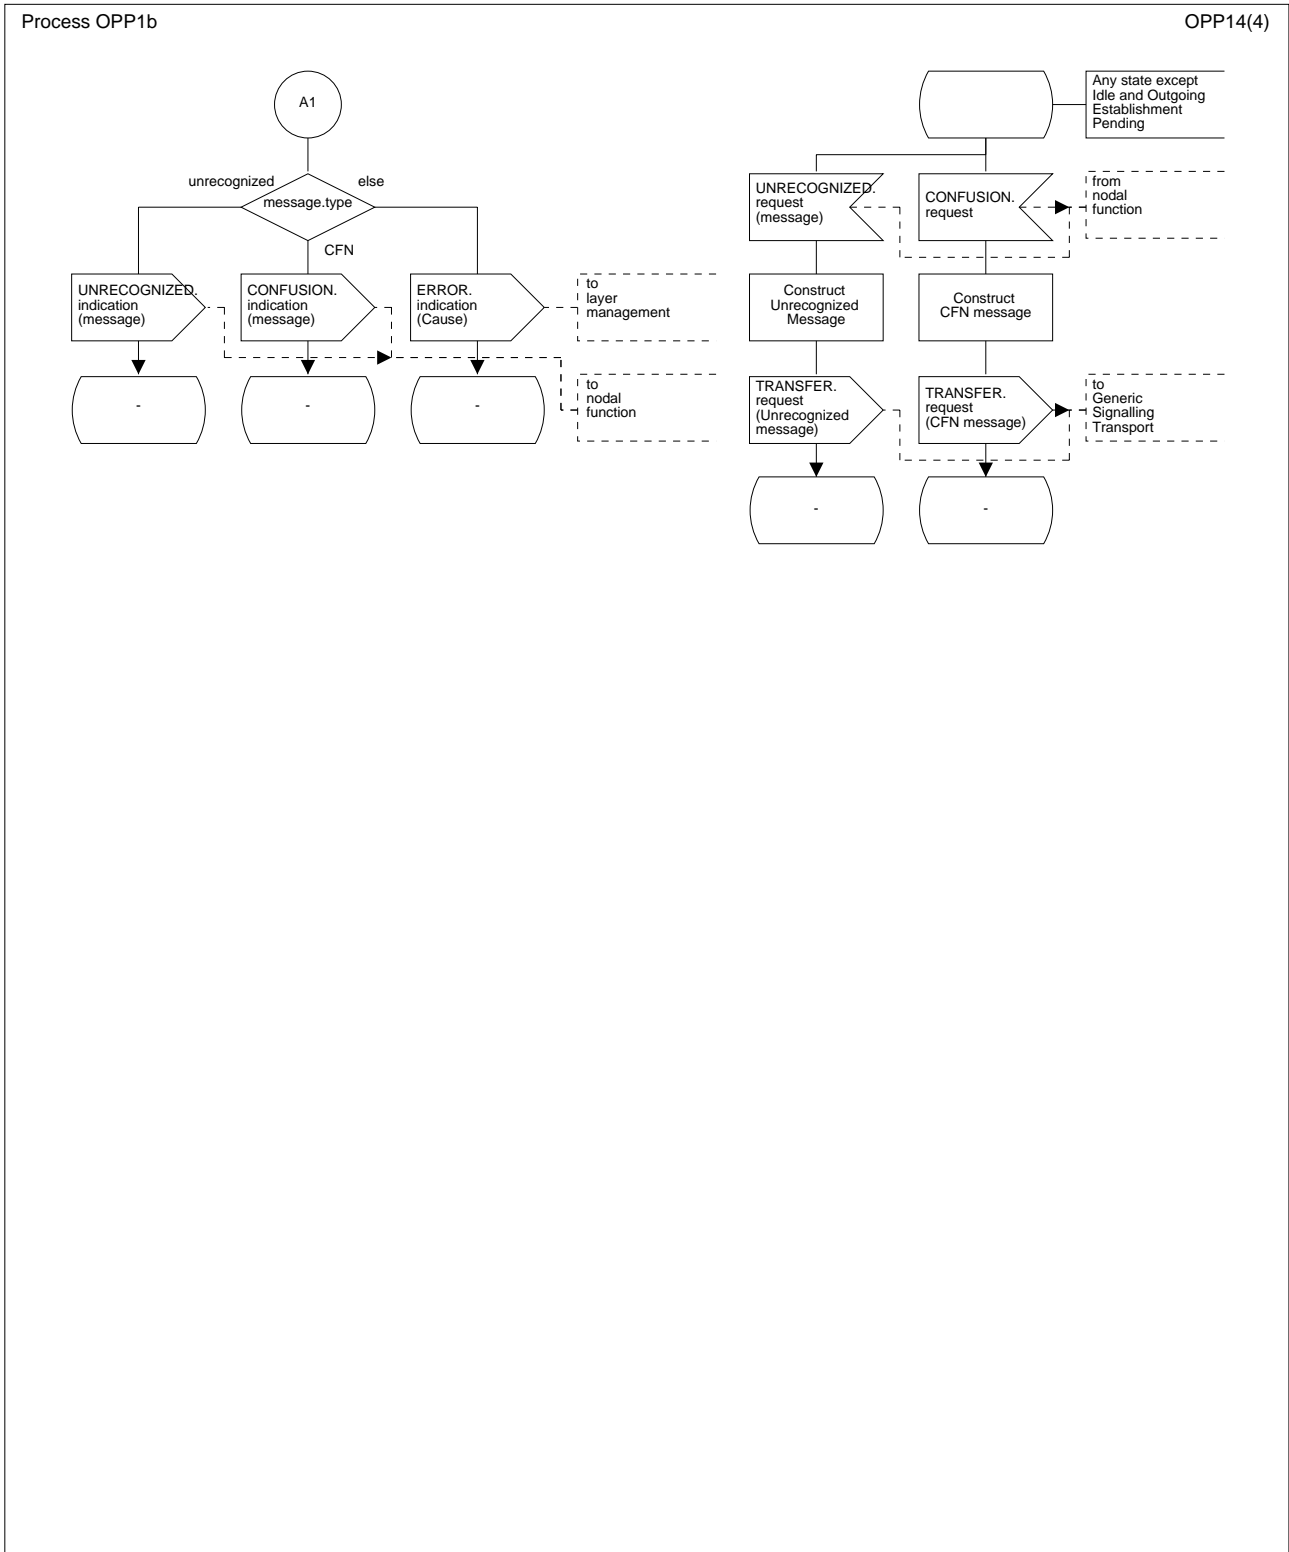 Process OPP1b
OPP14(4)
A1
unrecognized
else
message.type
CFN
UNRECOGNIZED.
indication
(message)
CONFUSION.
indication
(message)
ERROR.
indication
(Cause)
to
layer
management
-
-
-
to
nodal
function
Any state except
Idle and Outgoing
Establishment
Pending
UNRECOGNIZED.
request
(message)
CONFUSION.
request
from
nodal
function
Construct
Unrecognized
Message
Construct
CFN message
TRANSFER.
request
(Unrecognized
message)
TRANSFER.
request
(CFN message)
to
Generic
Signalling
Transport
-
-